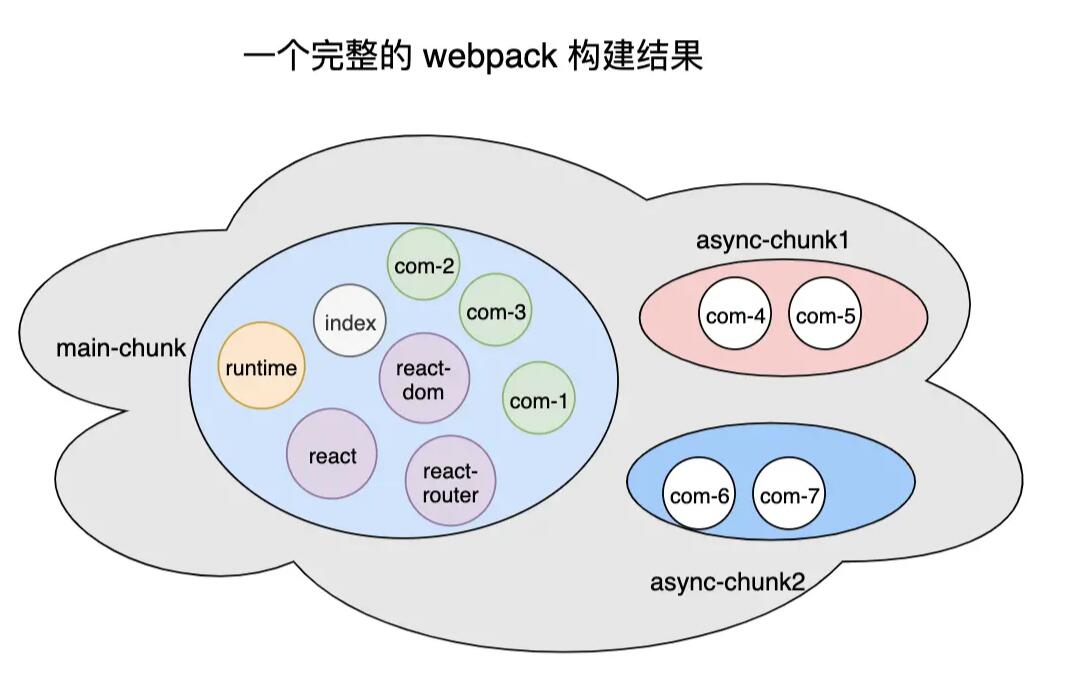 一个完整的 webpack 构建结果
main-chunk
runtime
index
com-2
com-3
react-
dom
com-1
react
react-
router
async-chunk1
com-4
com-5
com-6
com-7
async-chunk2